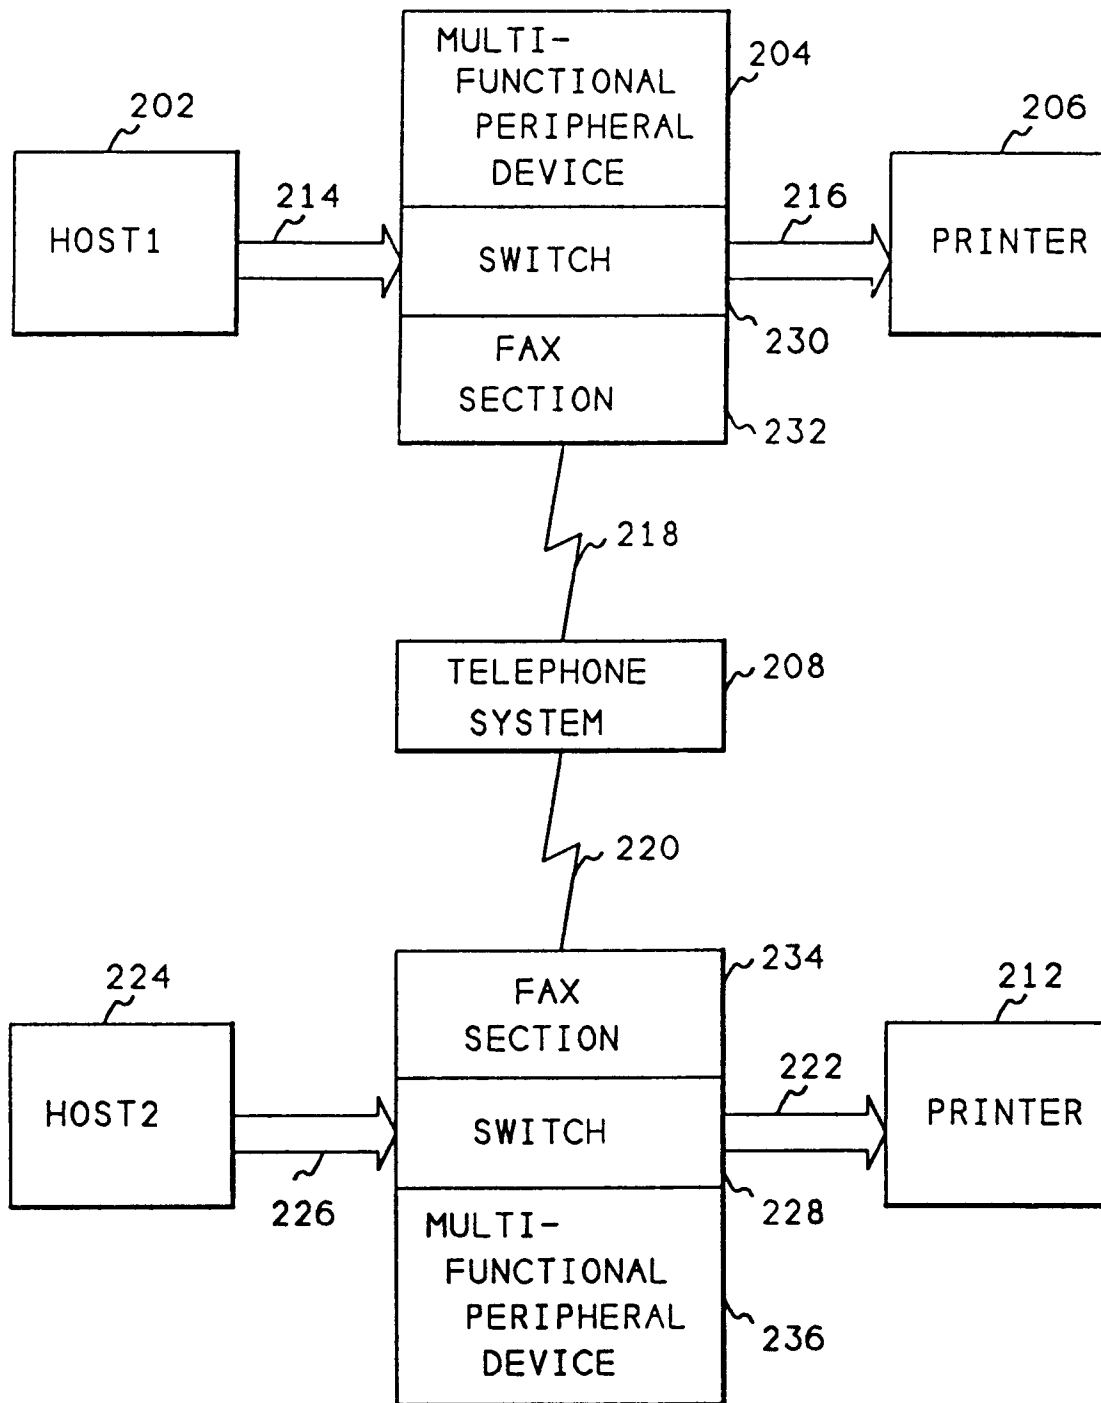 MULTI-
FUNCTIONAL
PERIPHERAL
DEVICE
204
202
206
214
216
HOST1
SWITCH
PRINTER
230
FAX
SECTION
232
218
TELEPHONE
SYSTEM
208
220
234
224
212
FAX
SECTION
222
HOST2
SWITCH
PRINTER
226
228
MULTI-
FUNCTIONAL
PERIPHERAL
DEVICE
236